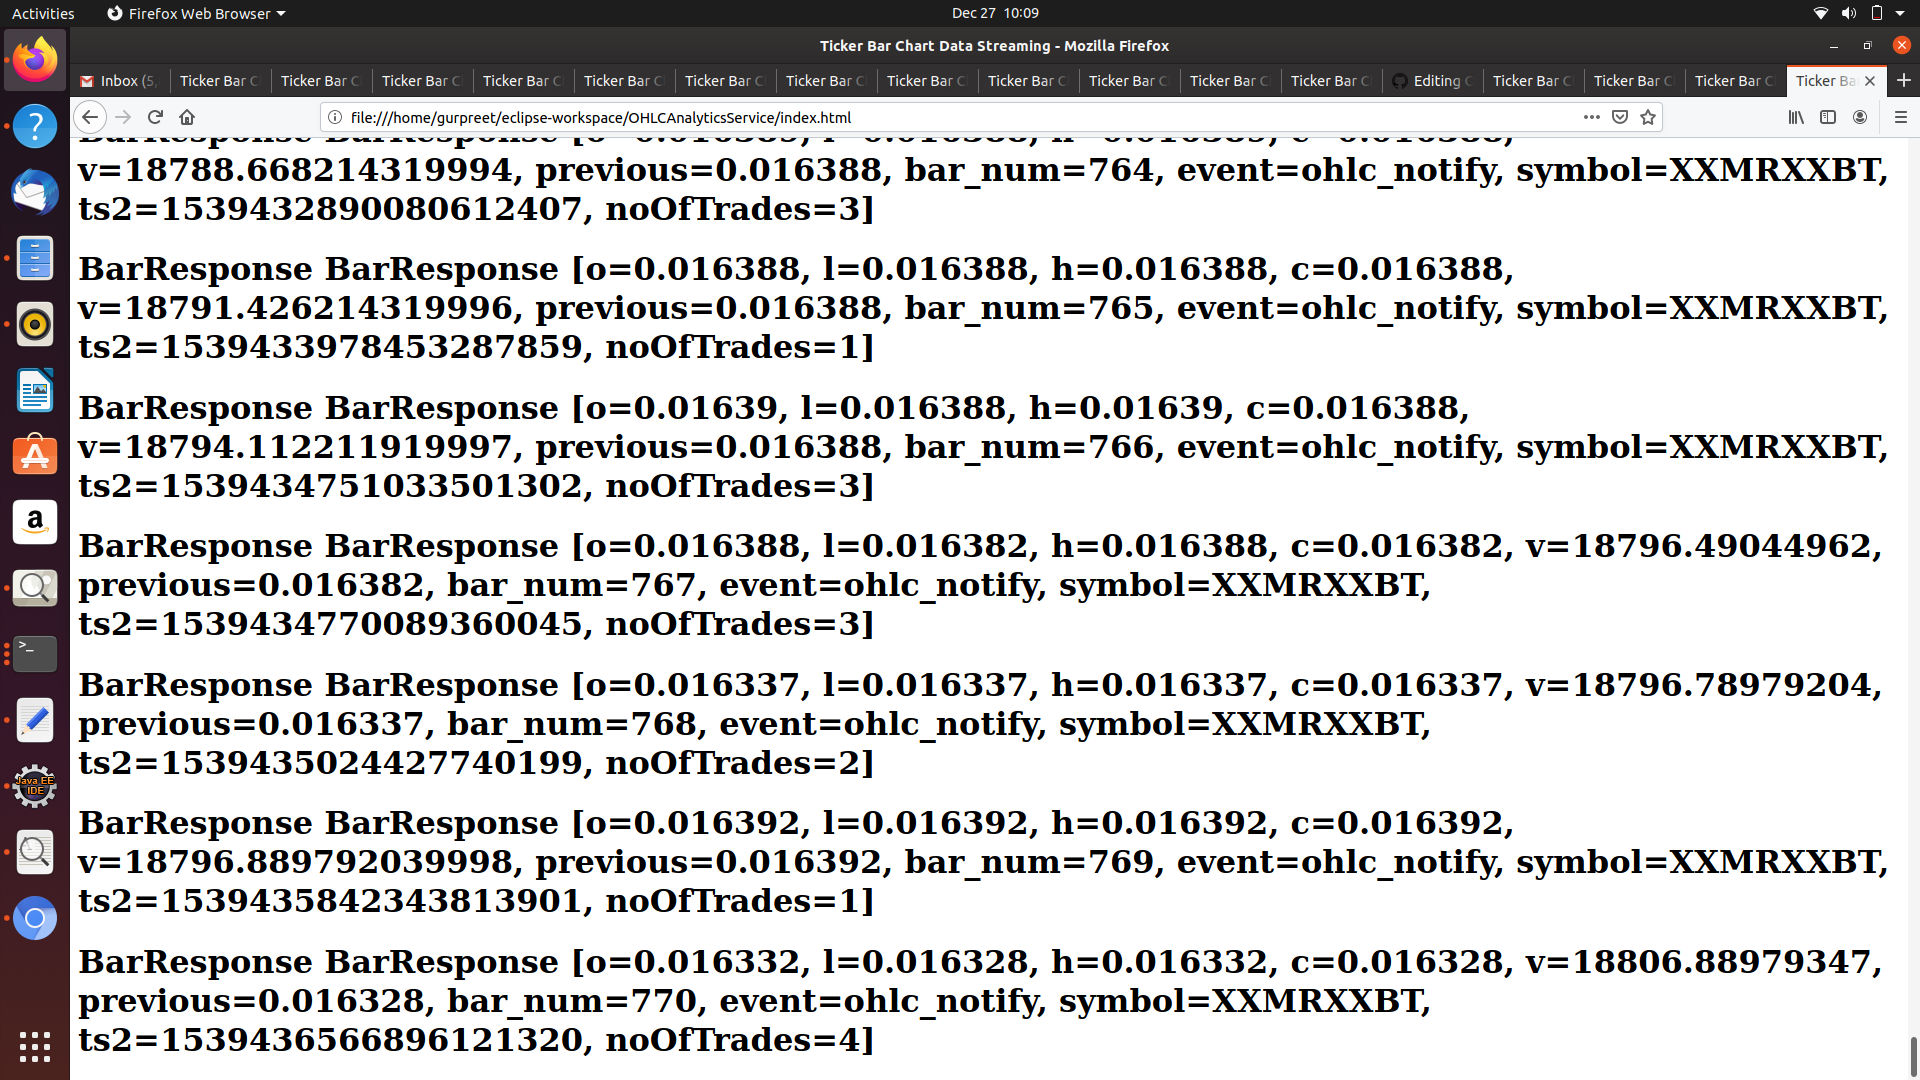 Activities
Firefox Web Browser
Dec 27 10:09
Ticker Bar Chart Data Streaming - Mozilla Firefox
Inbox (5,
Ticker Bar C
Ticker Bar C
Ticker Bar C
Ticker Bar C
Ticker Bar C
Ticker Bar C
Ticker Bar C
Ticker Bar C
Ticker Bar C
Ticker Bar C
Ticker Bar C
Ticker Bar C
Editing
Ticker Bar C
Ticker Bar C
Ticker Bar C
Ticker Ba
file:///home/gurpreet/eclipse-workspace/OHLCAnalyticsService/index.html
v=18788.668214319994, previous=0.016388, bar_num=764, event=ohlc_notify, symbol=XXMRXXBT,
ts2=1539432890080612407, noOfTrades=3]
BarResponse BarResponse [o=0.016388, l=0.016388, h=0.016388, c=0.016388,
v=18791.426214319996, previous=0.016388, bar_num=765, event=ohlc_notify, symbol=XXMRXXBT,
ts2=1539433978453287859, noOfTrades=1]
BarResponse BarResponse [o=0.01639, l=0.016388, h=0.01639, c=0.016388,
v=18794.112211919997, previous=0.016388, bar_num=766, event=ohlc_notify, symbol=XXMRXXBT,
ts2=1539434751033501302, noOfTrades=3]
BarResponse BarResponse [o=0.016388, l=0.016382, h=0.016388, c=0.016382, v=18796.49044962,
previous=0.016382, bar_num=767, event=ohlc_notify, symbol=XXMRXXBT,
ts2=1539434770089360045, noOfTrades=3]
BarResponse BarResponse [o=0.016337, l=0.016337, h=0.016337, c=0.016337, v=18796.78979204,
previous=0.016337, bar_num=768, event=ohlc_notify, symbol=XXMRXXBT,
ts2=1539435024427740199, noOfTrades=2]
BarResponse BarResponse [o=0.016392, l=0.016392, h=0.016392, c=0.016392,
v=18796.889792039998, previous=0.016392, bar_num=769, event=ohlc_notify, symbol=XXMRXXBT,
ts2=1539435842343813901, noOfTrades=1]
BarResponse BarResponse [o=0.016332, l=0.016328, h=0.016332, c=0.016328, v=18806.88979347,
previous=0.016328, bar_num=770, event=ohlc_notify, symbol=XXMRXXBT,
ts2=1539436566896121320, noOfTrades=4]
Java EE
IDE